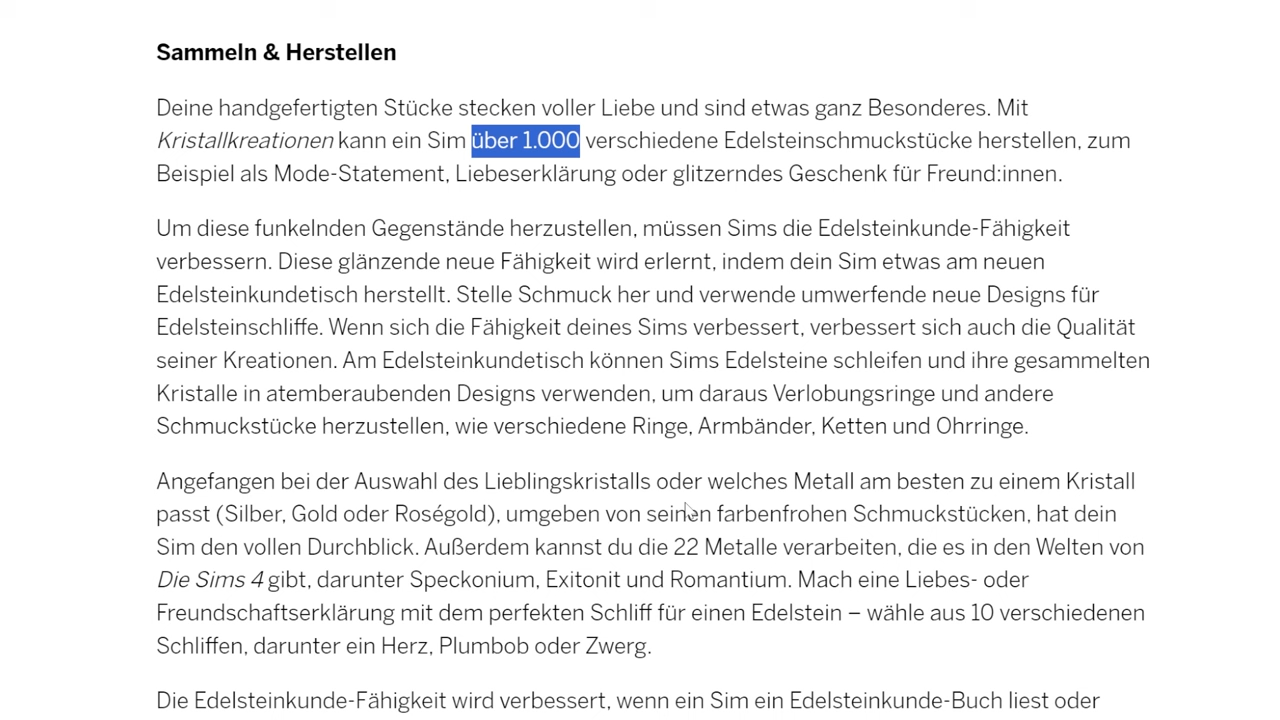 Sammeln & Herstellen
Deine handgefertigten Stücke stecken voller Liebe und sind etwas ganz Besonderes. Mit
Kristallkreationen kann ein Sim über 1.000 verschiedene Edelsteinschmuckstücke herstellen, zum
Beispiel als Mode-Statement, Liebeserklärung oder glitzerndes Geschenk für Freund:innen.
Um diese funkelnden Gegenstände herzustellen, müssen Sims die Edelsteinkunde-Fähigkeit
verbessern. Diese glänzende neue Fähigkeit wird erlernt, indem dein Sim etwas am neuen
Edelsteinkundetisch herstellt. Stelle Schmuck her und verwende umwerfende neue Designs für
Edelsteinschliffe. Wenn sich die Fähigkeit deines Sims verbessert, verbessert sich auch die Qualität
seiner Kreationen. Am Edelsteinkundetisch können Sims Edelsteine schleifen und ihre gesammelten
Kristalle in atemberaubenden Designs verwenden, um daraus Verlobungsringe und andere
Schmuckstücke herzustellen, wie verschiedene Ringe, Armbänder, Ketten und Ohrringe.
Angefangen bei der Auswahl des Lieblingskristalls oder welches Metall am besten zu einem Kristall
passt (Silber, Gold oder Roségold), umgeben von seinen farbenfrohen Schmuckstücken, hat dein
Sim den vollen Durchblick. Außerdem kannst du die 22 Metalle verarbeiten, die es in den Welten von
Die Sims 4 gibt, darunter Speckonium, Exitonit und Romantium. Mach eine Liebes- oder
Freundschaftserklärung mit dem perfekten Schliff für einen Edelstein – wähle aus 10 verschiedenen
Schliffen, darunter ein Herz, Plumbob oder Zwerg.
Die Edelsteinkunde-Fähigkeit wird verbessert, wenn ein Sim ein Edelsteinkunde-Buch liest oder